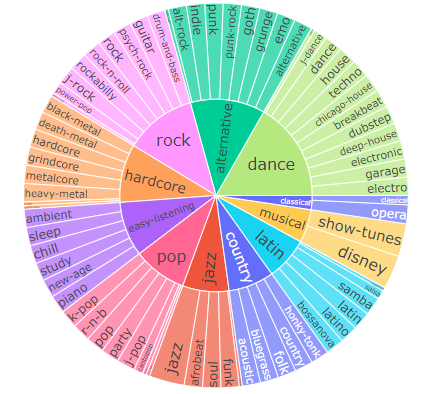 alternative
dance
classical
musical
latin
country
jazz
pop
easy-listening
hardcore
rock
alt-rock
indie
punk
punk-rock
goth
grunge
emo
alternative
j-dance
dance
house
techno
chicago-house
breakbeat
dubstep
deep-house
electronic
garage
electro
classical
opera
show-tunes
disney
salsa
samba
latin
latino
bossanova
honky-tonk
country
folk
bluegrass
acoustic
funk
soul
afrobeat
jazz
cantopop
j-pop
party
pop
r-n-b
k-pop
piano
new-age
study
chill
sleep
ambient
heavy-metal
metalcore
grindcore
hardcore
death-metal
black-metal
power-pop
j-rock
rockabilly
rock-n-roll
rock
psych-rock
guitar
drum-and-bass